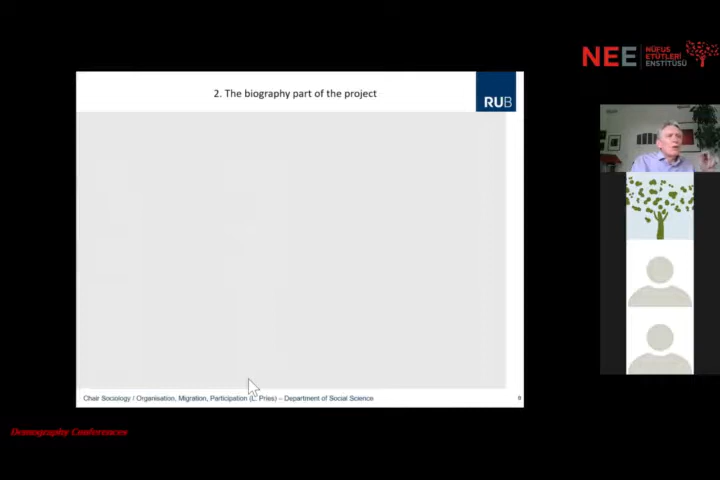 NEE
NÜFUS
ETÜTLERİ
ENSTİTÜSÜ
2. The biography part of the project
RUB
Chair Sociology / Organisation, Migration, Participation (L. Pries) – Department of Social Science
Demography Conferences